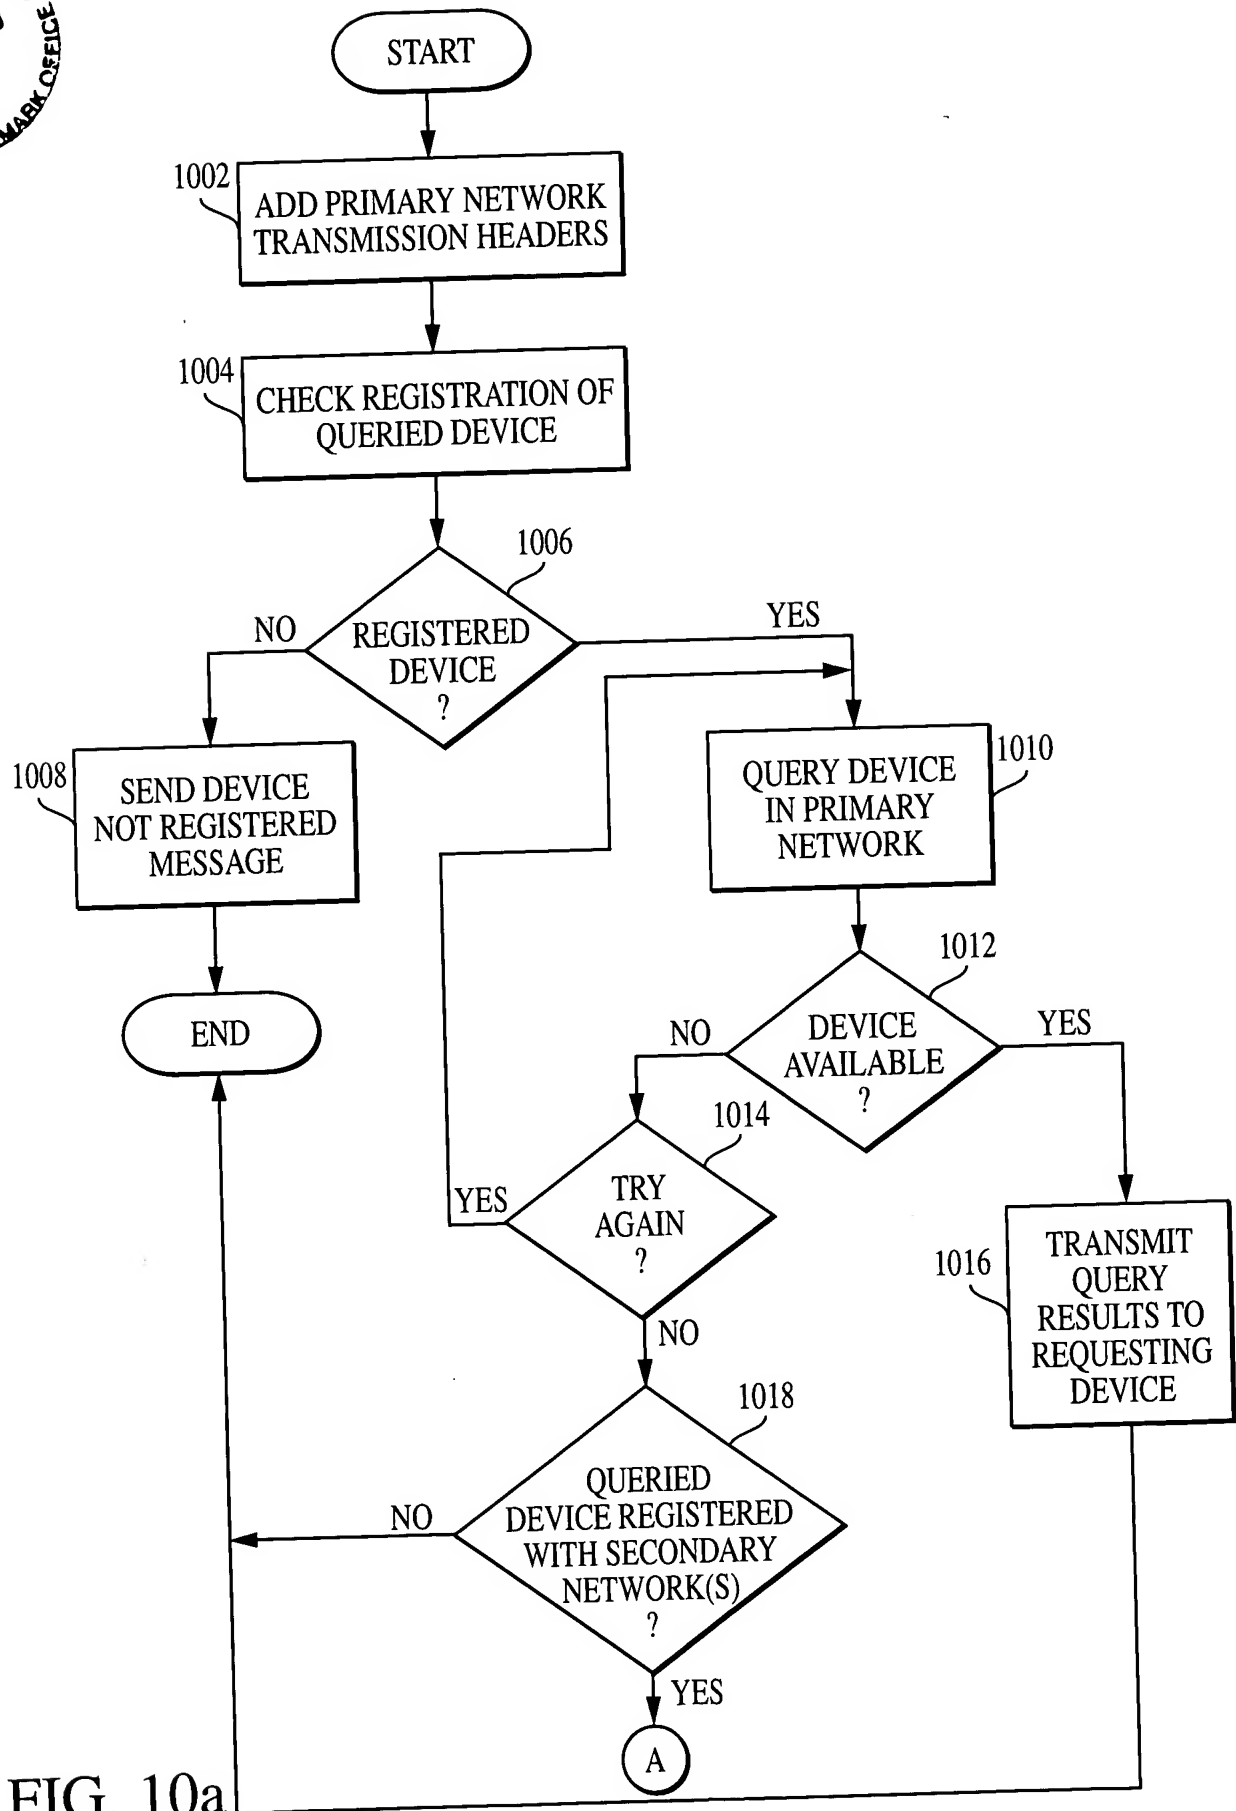 MARK OFFICE
START
1002
ADD PRIMARY NETWORK
TRANSMISSION HEADERS
1004
CHECK REGISTRATION OF
QUERIED DEVICE
1006
NO
REGISTERED
DEVICE
?
YES
1008
SEND DEVICE
NOT REGISTERED
MESSAGE
1010
QUERY DEVICE
IN PRIMARY
NETWORK
END
1012
NO
DEVICE
AVAILABLE
?
YES
1014
YES
TRY
AGAIN
?
NO
1016
TRANSMIT
QUERY
RESULTS TO
REQUESTING
DEVICE
1018
NO
QUERIED
DEVICE REGISTERED
WITH SECONDARY
NETWORK(S)
?
YES
A
FIG. 10a